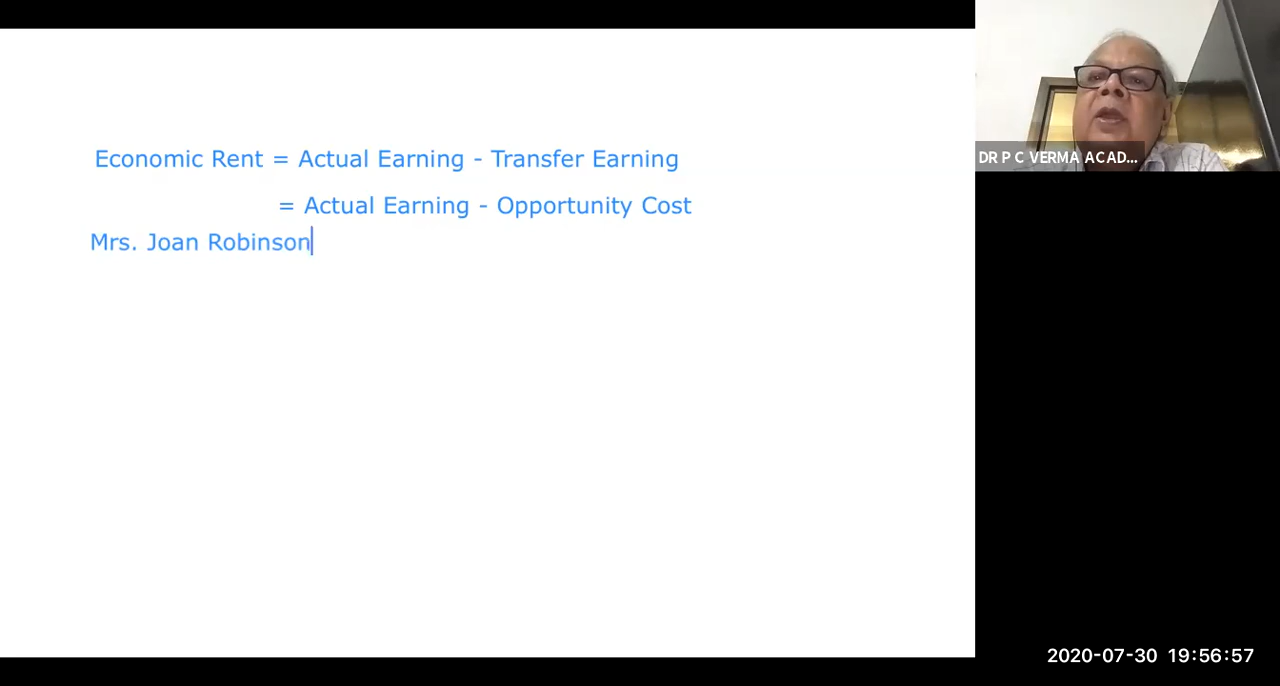 Economic Rent = Actual Earning - Transfer Earning
= Actual Earning - Opportunity Cost
Mrs. Joan Robinson
DR P C VERMA ACAD...
2020-07-30 19:56:57